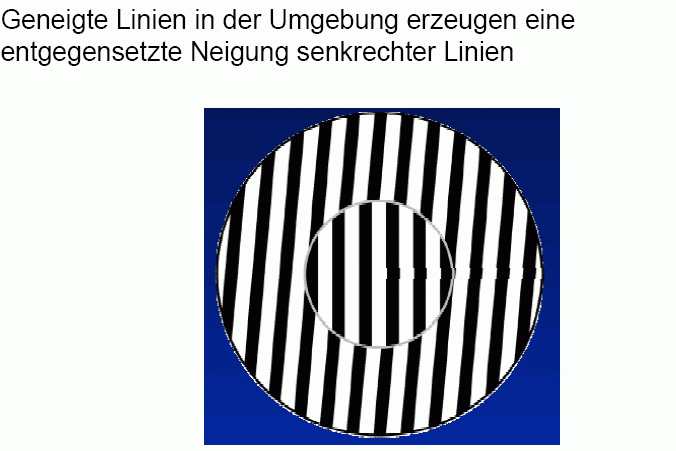 Geneigte Linien in der Umgebung erzeugen eine
entgegensetzte Neigung senkrechter Linien